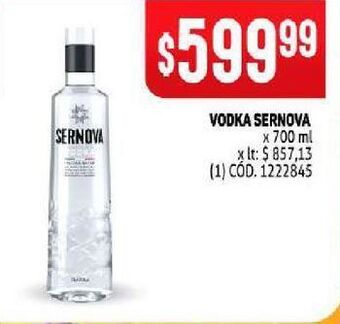 $599⁹⁹
VODKA SERNOVA
x 700 ml
x lt: $ 857,13
(1) CÓD. 1222845
SERNOVA